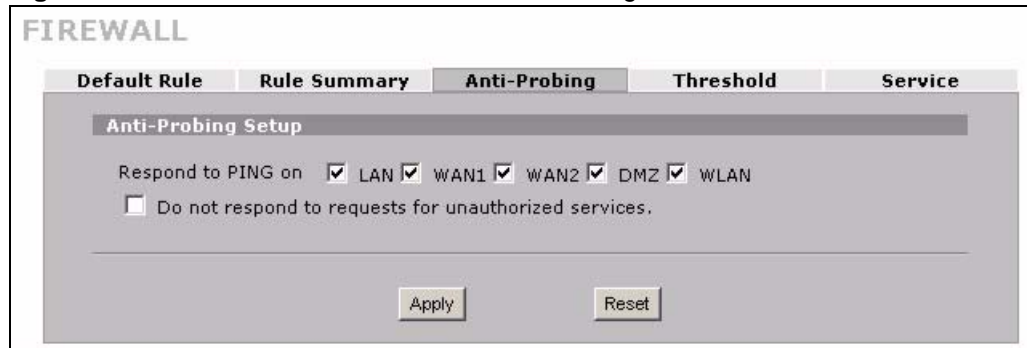 FIREWALL
Default Rule Rule Summary Anti-Probing Threshold Service
Anti-Probing Setup
Respond to PING on LAN WAN1 WAN2 DMZ WLAN
Do not respond to requests for unauthorized services.
Apply Reset